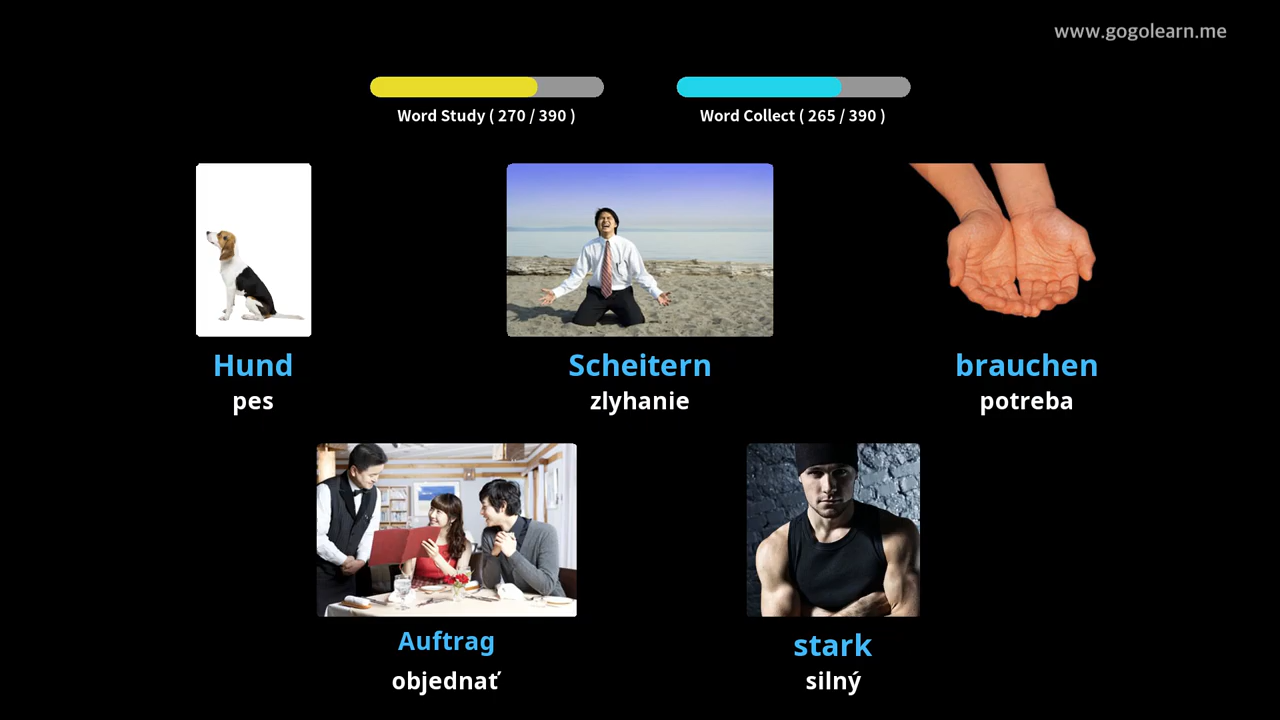 www.gogolearn.me
Word Study ( 270 / 390 )
Word Collect ( 265 / 390 )
Hund
pes
Scheitern
zlyhanie
brauchen
potreba
Auftrag
objednať
stark
silný